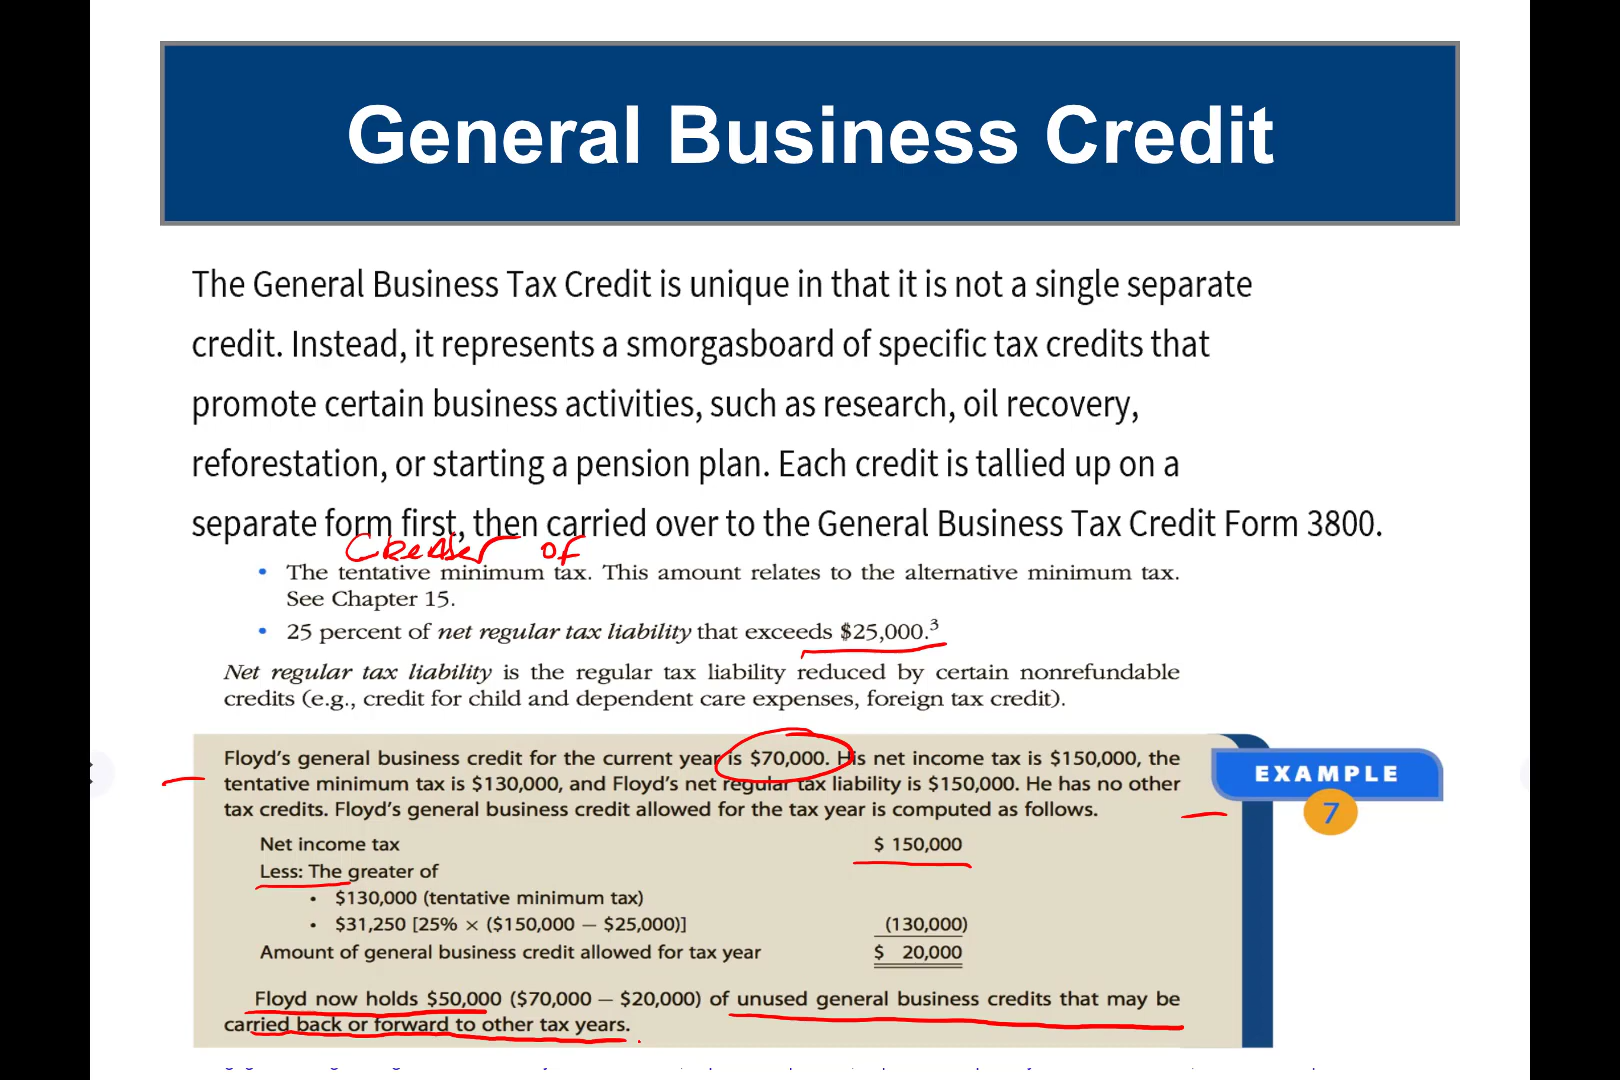 General Business Credit
The General Business Tax Credit is unique in that it is not a single separate
credit. Instead, it represents a smorgasboard of specific tax credits that
promote certain business activities, such as research, oil recovery,
reforestation, or starting a pension plan. Each credit is tallied up on a
separate form first, then carried over to the General Business Tax Credit Form 3800.
Greater of
• The tentative minimum tax. This amount relates to the alternative minimum tax.
See Chapter 15.
• 25 percent of net regular tax liability that exceeds $25,000.³
Net regular tax liability is the regular tax liability reduced by certain nonrefundable
credits (e.g., credit for child and dependent care expenses, foreign tax credit).
Floyd's general business credit for the current year is $70,000. His net income tax is $150,000, the
tentative minimum tax is $130,000, and Floyd's net regular tax liability is $150,000. He has no other
tax credits. Floyd's general business credit allowed for the tax year is computed as follows.
EXAMPLE
7
Net income tax $ 150,000
Less: The greater of
• $130,000 (tentative minimum tax)
• $31,250 [25% × ($150,000 – $25,000)] (130,000)
Amount of general business credit allowed for tax year $ 20,000
Floyd now holds $50,000 ($70,000 – $20,000) of unused general business credits that may be
carried back or forward to other tax years.